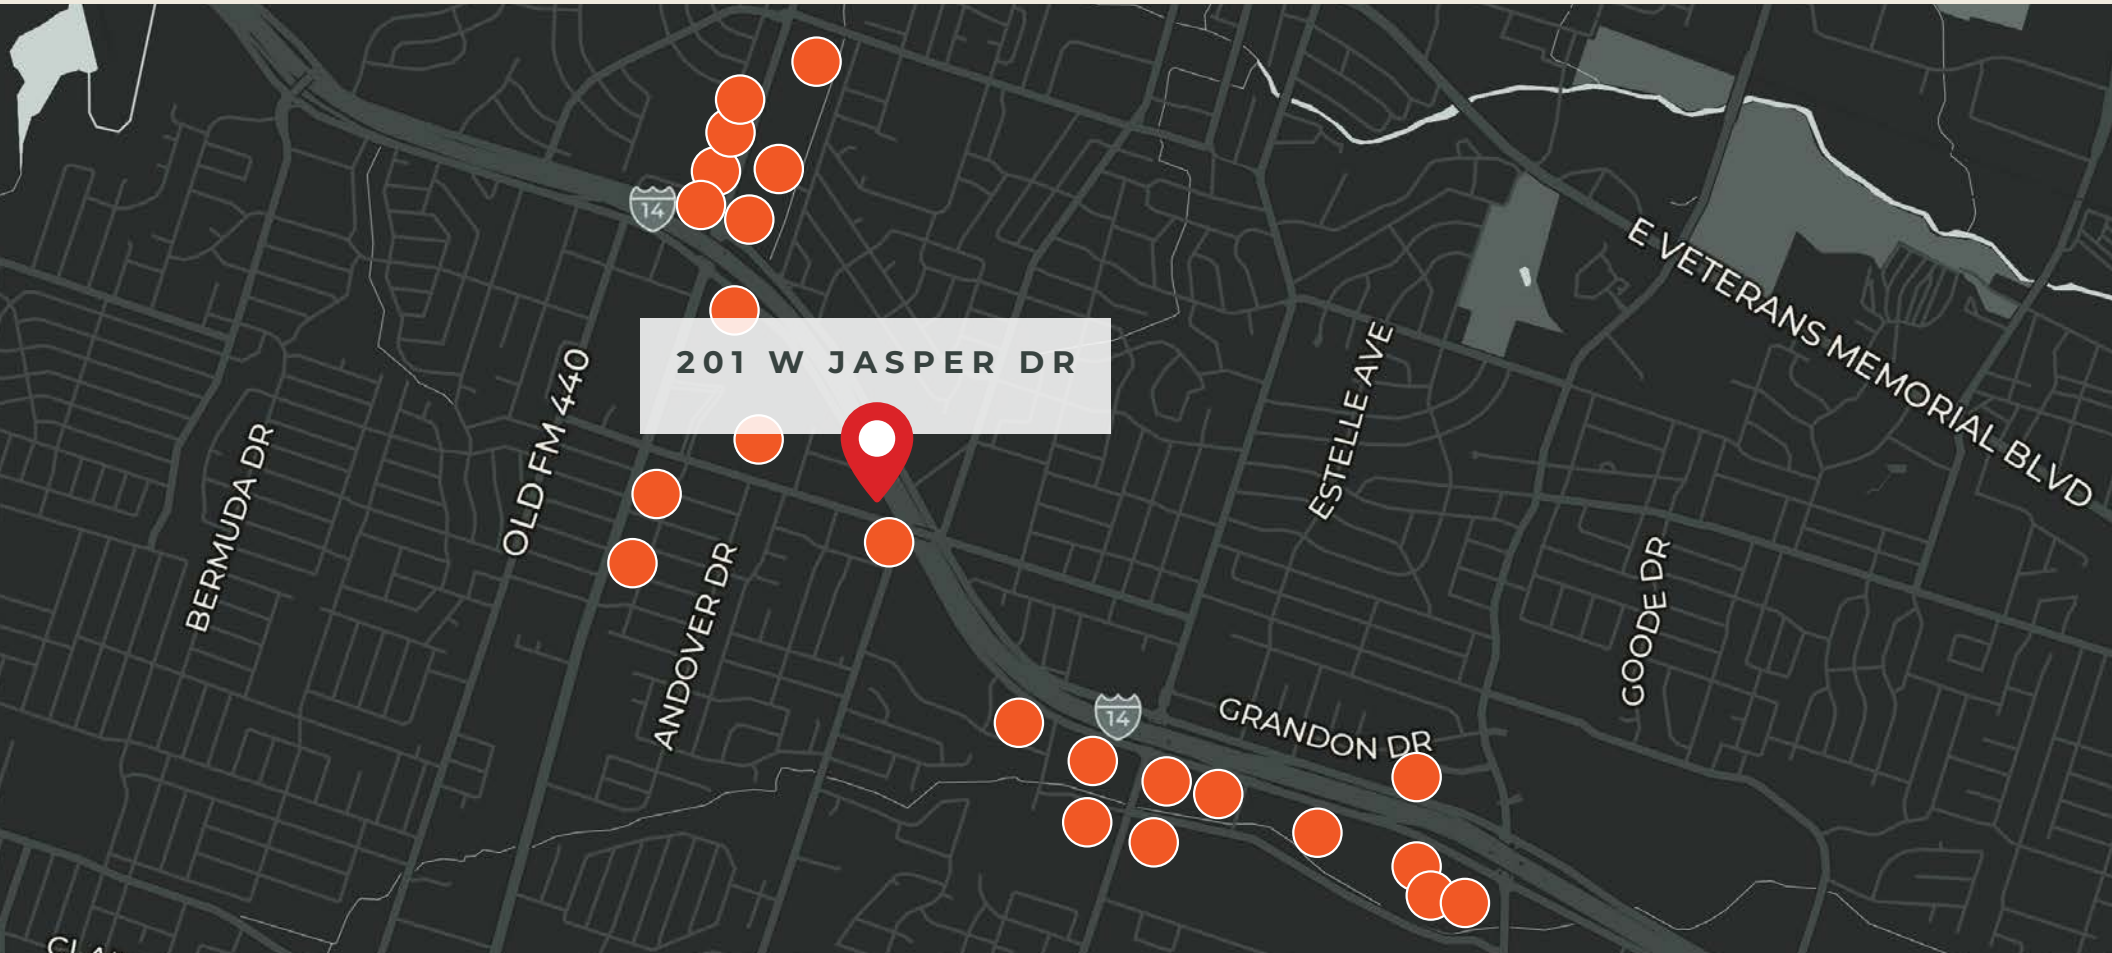 14
E VETERANS MEMORIAL BLVD
201 W JASPER DR
OLD FM 440
ESTELLE AVE
BERMUDA DR
ANDOVER DR
GOODE DR
14
GRANDON DR